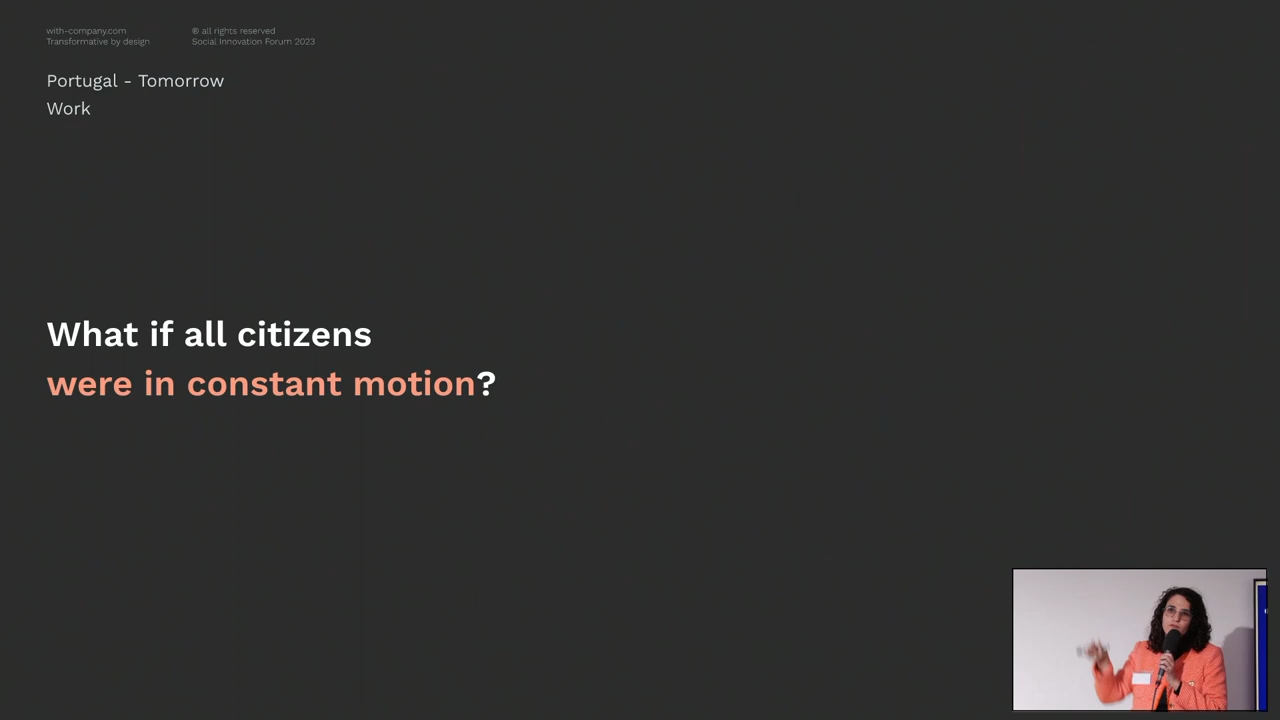 with-company.com
Transformative by design
® all rights reserved
Social Innovation Forum 2023
Portugal - Tomorrow
Work
What if all citizens
were in constant motion?